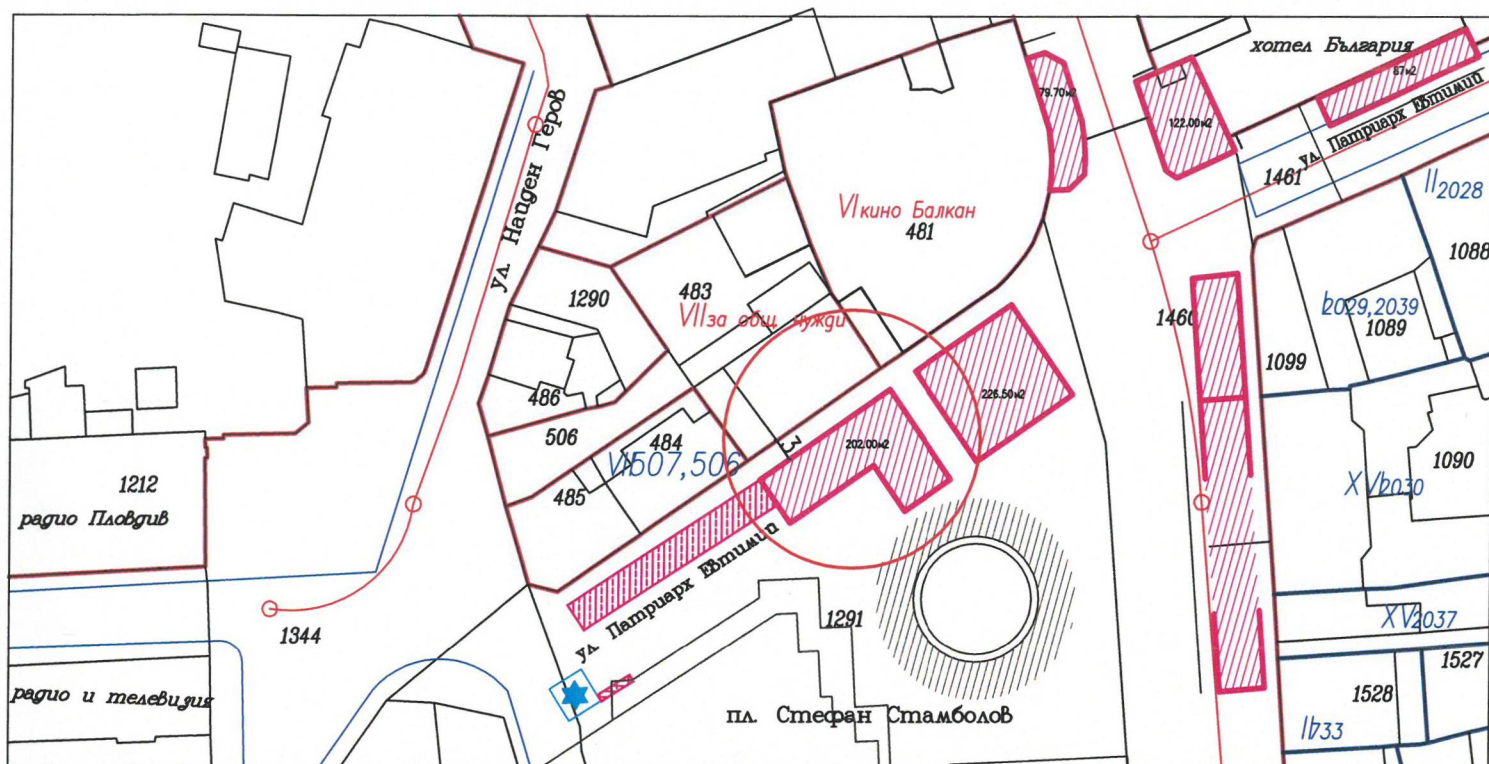 хотел България
87м2
79.70м2
122.00м2
ул. Патриарх Евтимий
ул. Найден Геров
1461
II2028
VI кино Балкан
481
1088
1290
483
VII за общ. нужди
1460
2029,2039
1089
1099
486
226.50м2
506
484
3
202.00м2
VI507,506
1090
1212
485
XVI2030
радио Пловдив
ул. Патриарх Евтимий
1344
1291
XV2037
1527
радио и телевизия
1528
пл. Стефан Стамболов
II733